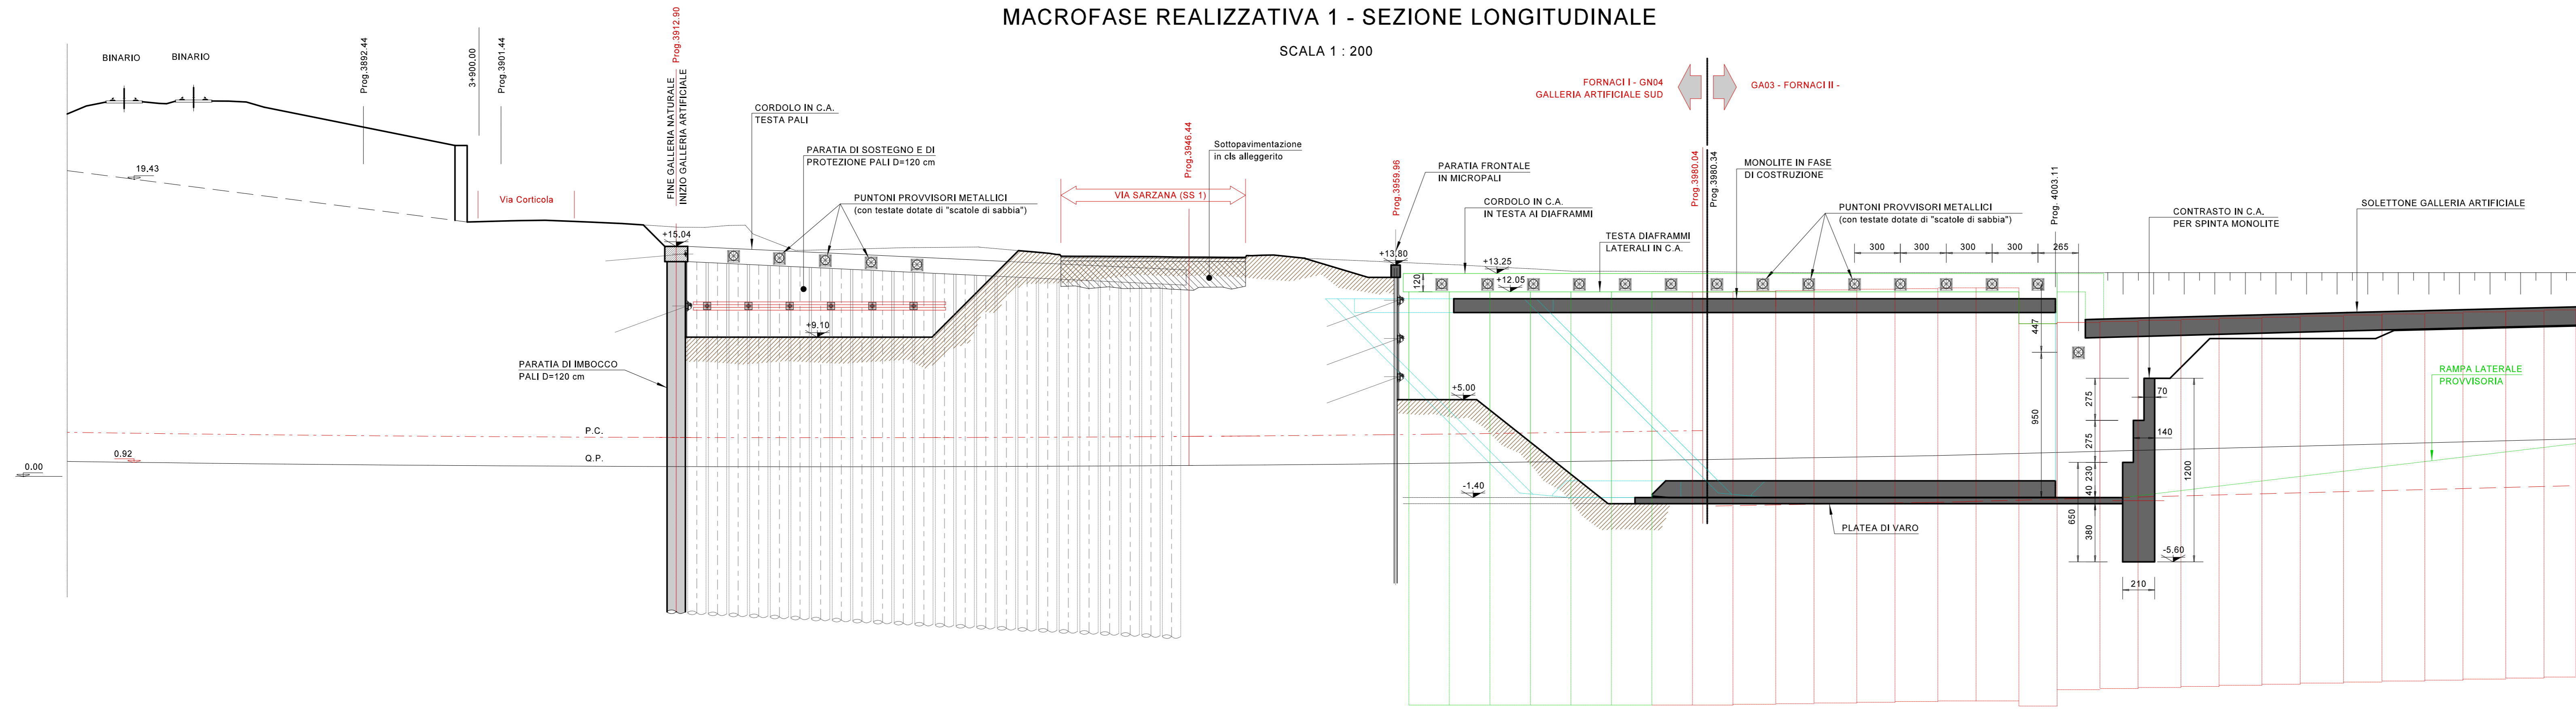 MACROFASE REALIZZATIVA 1 - SEZIONE LONGITUDINALE
SCALA 1 : 200
BINARIO
BINARIO
Prog.3892.44
3+900.00
Prog.3901.44
Prog.3912.90
FINE GALLERIA NATURALE
INIZIO GALLERIA ARTIFICIALE
19.43
Via Corticola
+15.04
CORDOLO IN C.A.
TESTA PALI
PARATIA DI SOSTEGNO E DI
PROTEZIONE PALI D=120 cm
PUNTONI PROVVISORI METALLICI
(con testate dotate di "scatole di sabbia")
+9.10
PARATIA DI IMBOCCO
PALI D=120 cm
P.C.
Q.P.
0.92
0.00
VIA SARZANA (SS 1)
Prog.3946.44
Sottopavimentazione
in cls alleggerito
Prog.3959.96
PARATIA FRONTALE
IN MICROPALI
+13.80
CORDOLO IN C.A.
IN TESTA AI DIAFRAMMI
120
+13.25
+12.05
TESTA DIAFRAMMI
LATERALI IN C.A.
FORNACI I - GN04
GALLERIA ARTIFICIALE SUD
GA03 - FORNACI II -
Prog.3980.04
Prog.3980.34
MONOLITE IN FASE
DI COSTRUZIONE
PUNTONI PROVVISORI METALLICI
(con testate dotate di "scatole di sabbia")
300
300
300
300
265
Prog. 4003.11
CONTRASTO IN C.A.
PER SPINTA MONOLITE
SOLETTONE GALLERIA ARTIFICIALE
RAMPA LATERALE
PROVVISORIA
+5.00
-1.40
PLATEA DI VARO
447
950
275
275
230
40
380
650
70
140
1200
-5.60
210